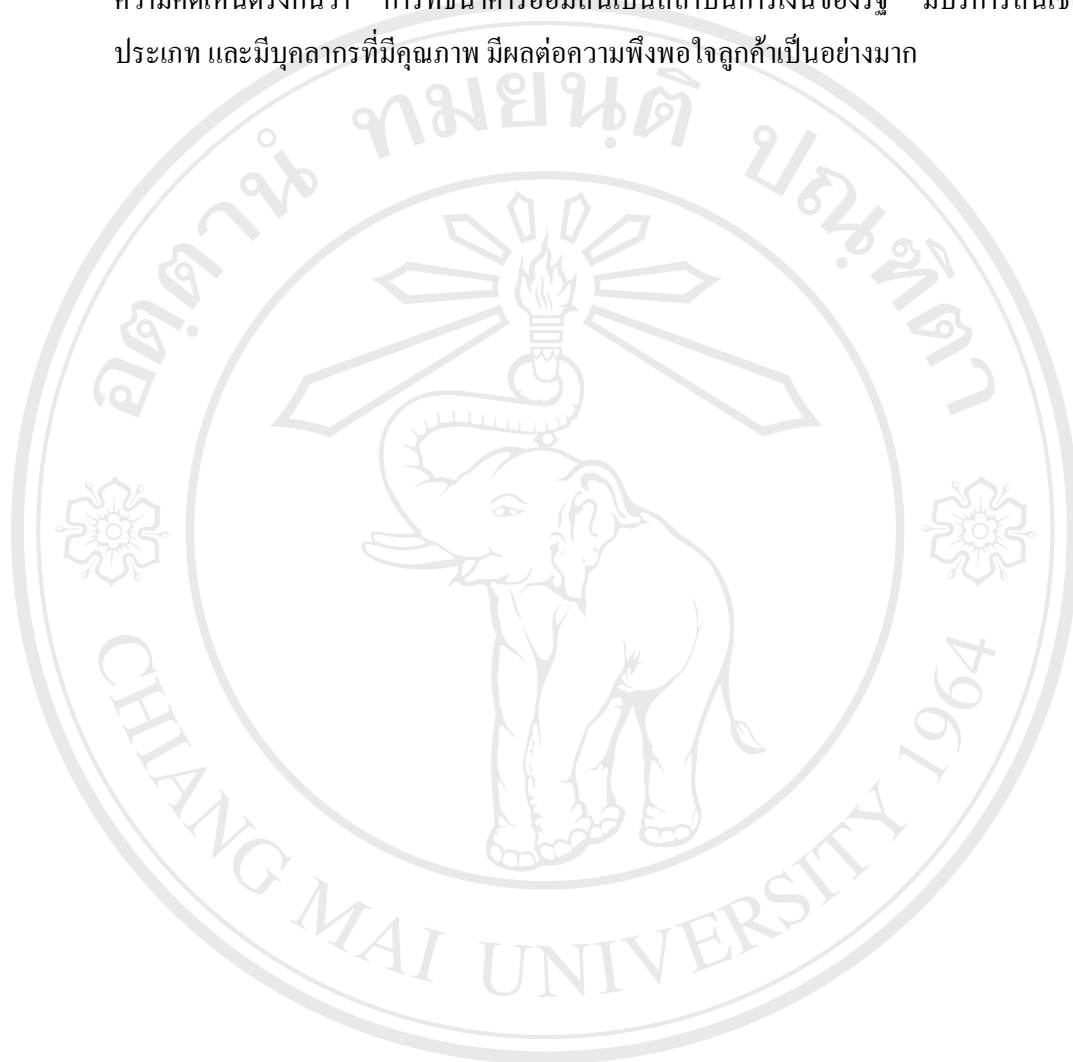 ความคิดเห็นตรงกันว่า การที่ธนาคารออมสินเป็นสถาบันการเงินของรัฐ มีบริการสินเชื่
ประเภท และมีบุคลากรที่มีคุณภาพ มีผลต่อความพึงพอใจลูกค้าเป็นอย่างมาก
อตฺตานํ ทมยนฺติ ปณฺฑิตา
CHIANG MAI UNIVERSITY 1964